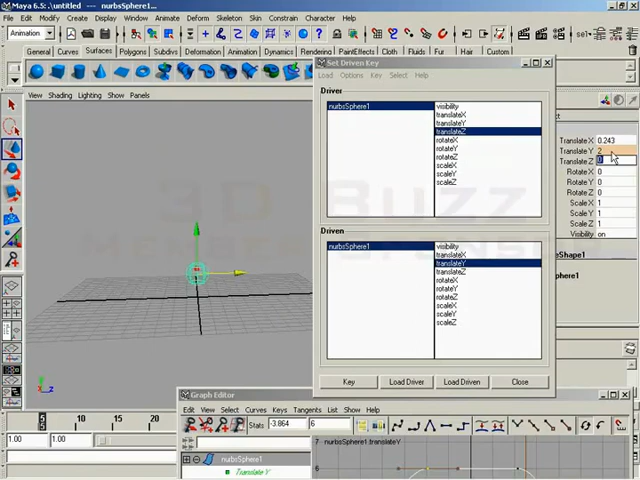 Maya 6.5: .\untitled: nurbsSphere1...
File Edit Modify Create Display Window Animate Deform Skeleton Skin Constrain Character
Animation
sel
General Curves Surfaces Polygons Subdivs Deformation Animation Dynamics Rendering PaintEffects Cloth Fluids Fur Hair Custom
View Shading Lighting Show Panels
Set Driven Key
Load Options Key Select Help
Driver
nurbsSphere1
visibility
translateX
translateY
translateZ
rotateX
rotateY
rotateZ
scaleX
scaleY
scaleZ
Driven
nurbsSphere1
visibility
translateX
translateY
translateZ
rotateX
rotateY
rotateZ
scaleX
scaleY
scaleZ
Key Load Driver Load Driven Close
Translate X 0.243
Translate Y 2
Translate Z 0
Rotate X 0
Rotate Y 0
Rotate Z 0
Scale X 1
Scale Y 1
Scale Z 1
Visibility on
3D Buzz
5 10 15 20
1.00 1.00
Graph Editor
Edit View Select Curves Keys Tangents List Show Help
Stats -3.864 6
nurbsSphere1
Translate Y
7 nurbsSphere1.translateY
6